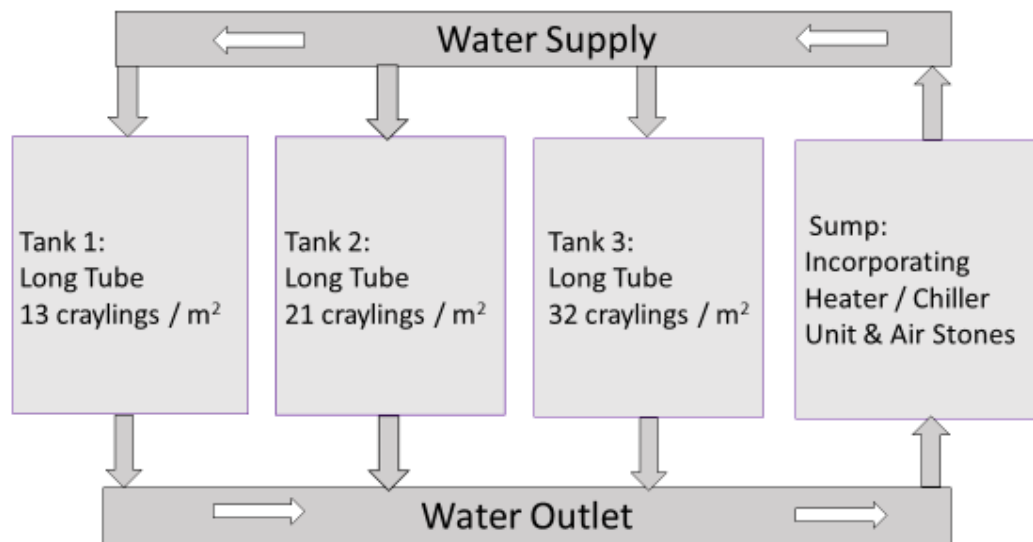 Water Supply
Tank 1:
Long Tube
13 craylings / m²
Tank 2:
Long Tube
21 craylings / m²
Tank 3:
Long Tube
32 craylings / m²
Sump:
Incorporating
Heater / Chiller
Unit & Air Stones
Water Outlet